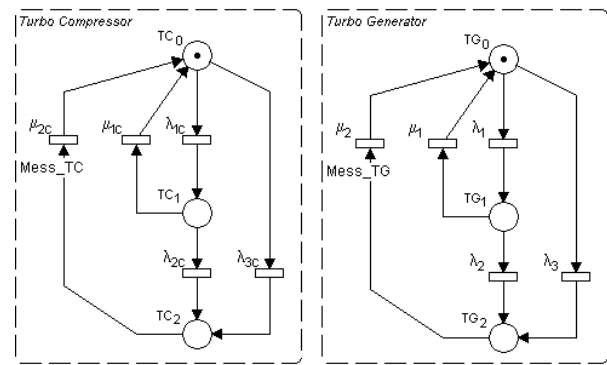 Turbo Compressor
TC0
μ2C
μ1C
λ1C
Mess_TC
TC1
λ2C
λ3C
TC2
Turbo Generator
TG0
μ2
μ1
λ1
Mess_TG
TG1
λ2
λ3
TG2